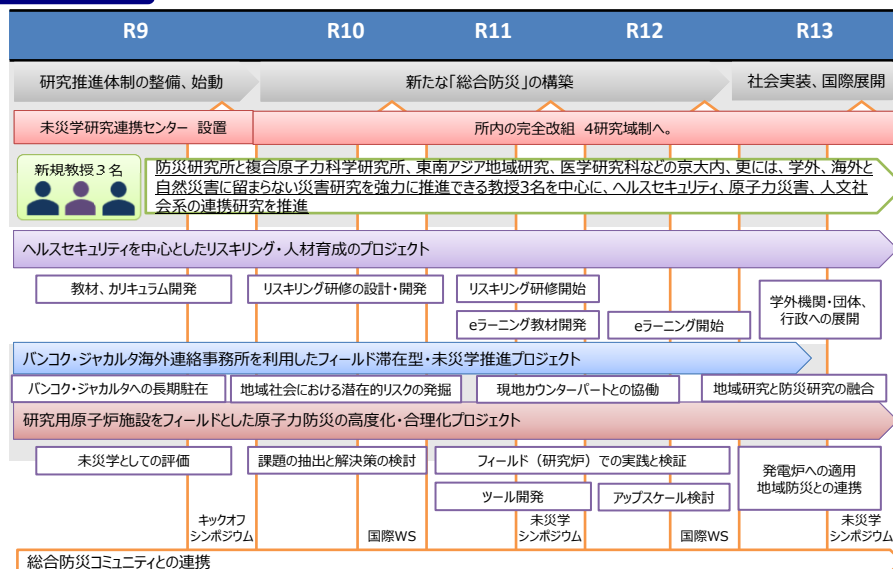 R9
R10
R11
R12
R13
研究推進体制の整備、始動
新たな「総合防災」の構築
社会実装、国際展開
未災学研究連携センター 設置
所内の完全改組 4研究域制へ。
新規教授３名
防災研究所と複合原子力科学研究所、東南アジア地域研究、医学研究科などの京大内、更には、学外、海外と
自然災害に留まらない災害研究を強力に推進できる教授3名を中心に、ヘルスセキュリティ、原子力災害、人文社
会系の連携研究を推進
ヘルスセキュリティを中心としたリスキリング・人材育成のプロジェクト
教材、カリキュラム開発
リスキリング研修の設計・開発
リスキリング研修開始
eラーニング教材開発
eラーニング開始
学外機関・団体、
行政への展開
バンコク・ジャカルタ海外連絡事務所を利用したフィールド滞在型・未災学推進プロジェクト
バンコク・ジャカルタへの長期駐在
地域社会における潜在的リスクの発掘
現地カウンターパートとの協働
地域研究と防災研究の融合
研究用原子炉施設をフィールドとした原子力防災の高度化・合理化プロジェクト
未災学としての評価
課題の抽出と解決策の検討
フィールド（研究炉）での実践と検証
ツール開発
アップスケール検討
発電炉への適用
地域防災との連携
キックオフ
シンポジウム
国際WS
未災学
シンポジウム
国際WS
未災学
シンポジウム
総合防災コミュニティとの連携